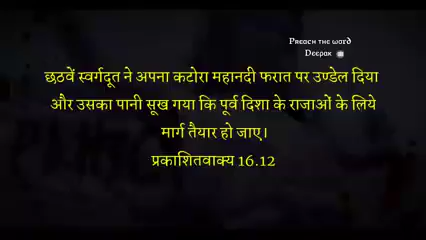 Preach the word
Deepak
छठवें स्वर्गदूत ने अपना कटोरा महानदी फरात पर उण्डेल दिया
और उसका पानी सूख गया कि पूर्व दिशा के राजाओं के लिये
मार्ग तैयार हो जाए।
प्रकाशितवाक्य 16.12